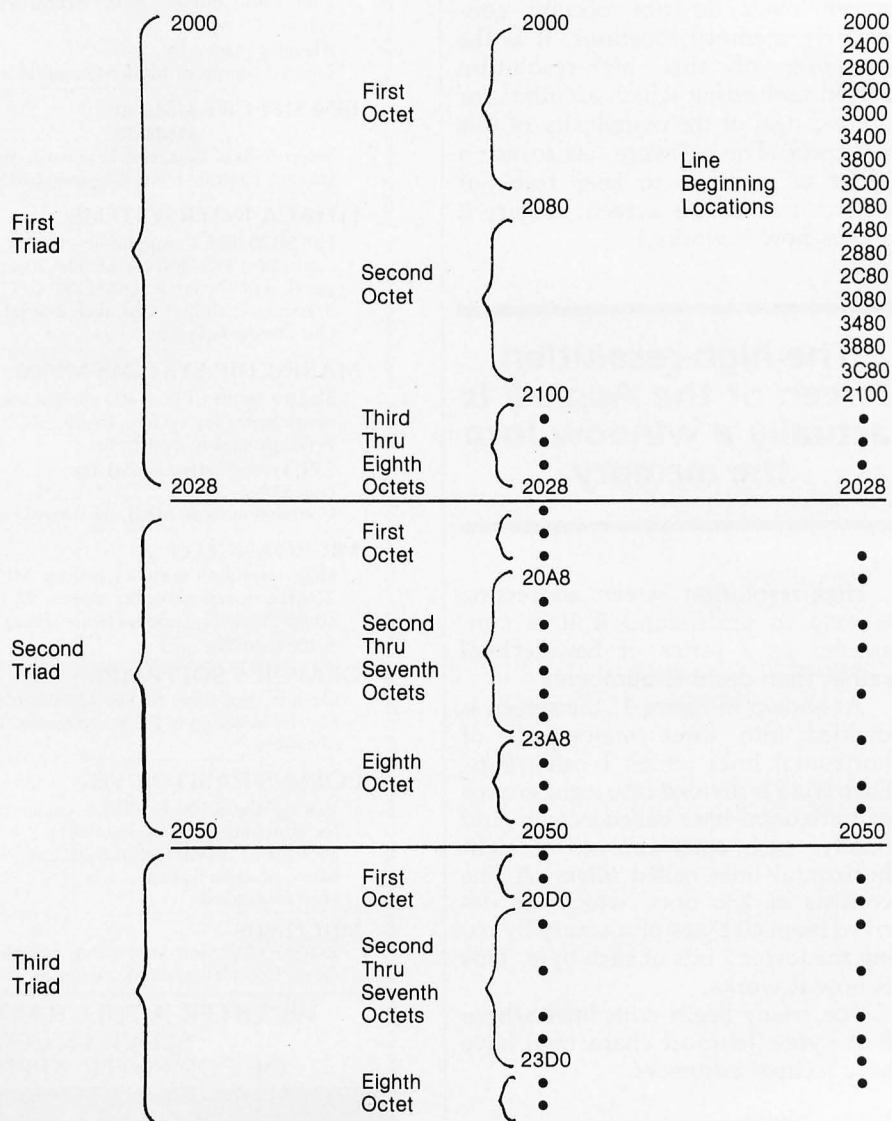 2000 2000 2000
2400
2800
First 2C00
Octet 3000
3400
Line 3800
Beginning 3C00
Locations
2080 2080
First 2480
Triad 2880
Second 2C80
Octet 3080
3480
3880
3C80
2100 2100
Third
Thru
Eighth
Octets
2028 2028 2028
First
Octet
20A8
Second
Thru
Seventh
Octets
Second
Triad
23A8
Eighth
Octet
2050 2050 2050
First
Octet
20D0
Second
Thru
Seventh
Octets
Third
Triad
23D0
Eighth
Octet